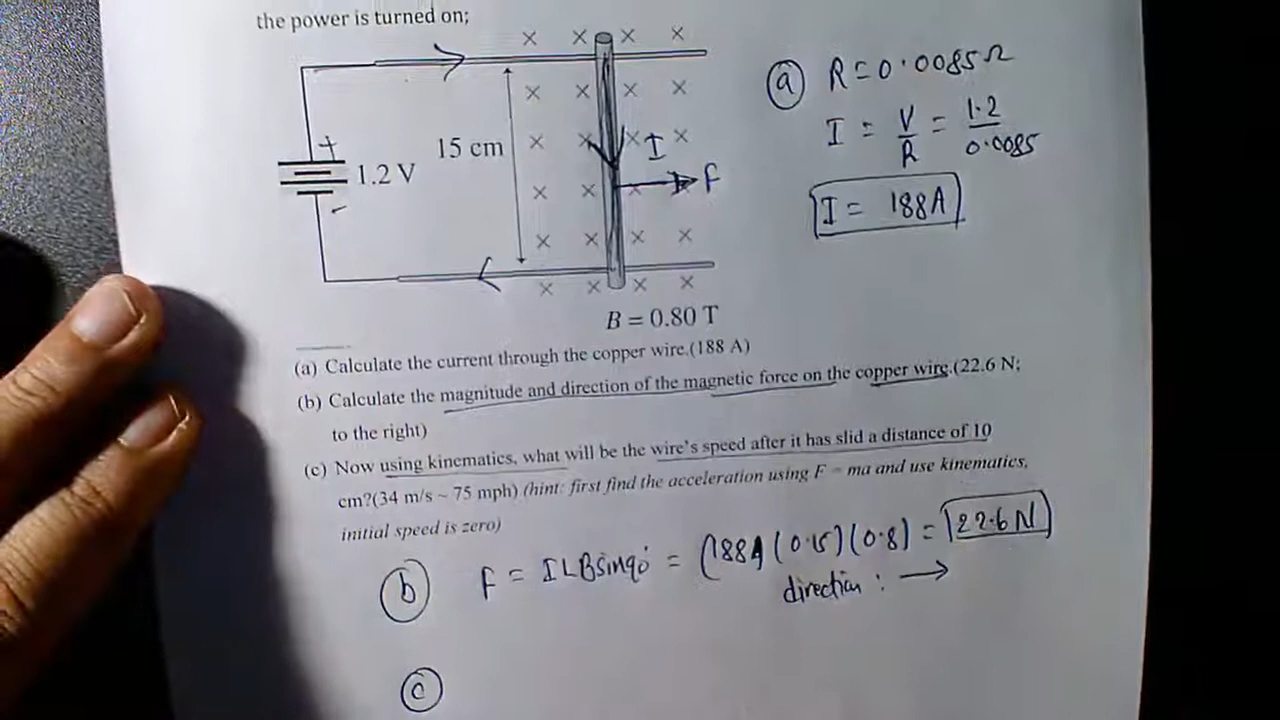 the power is turned on;
+
15 cm
1.2 V
-
I
F
B = 0.80 T
(a) R = 0.0085Ω
I = V/R = 1.2/0.0085
I = 188A
(a) Calculate the current through the copper wire.(188 A)
(b) Calculate the magnitude and direction of the magnetic force on the copper wire.(22.6 N;
to the right)
(c) Now using kinematics, what will be the wire's speed after it has slid a distance of 10
cm?(34 m/s ~ 75 mph) (hint: first find the acceleration using F = ma and use kinematics,
initial speed is zero)
(b) F = ILBsin90° = (188A)(0.15)(0.8) = 22.6 N
direction : →
(c)